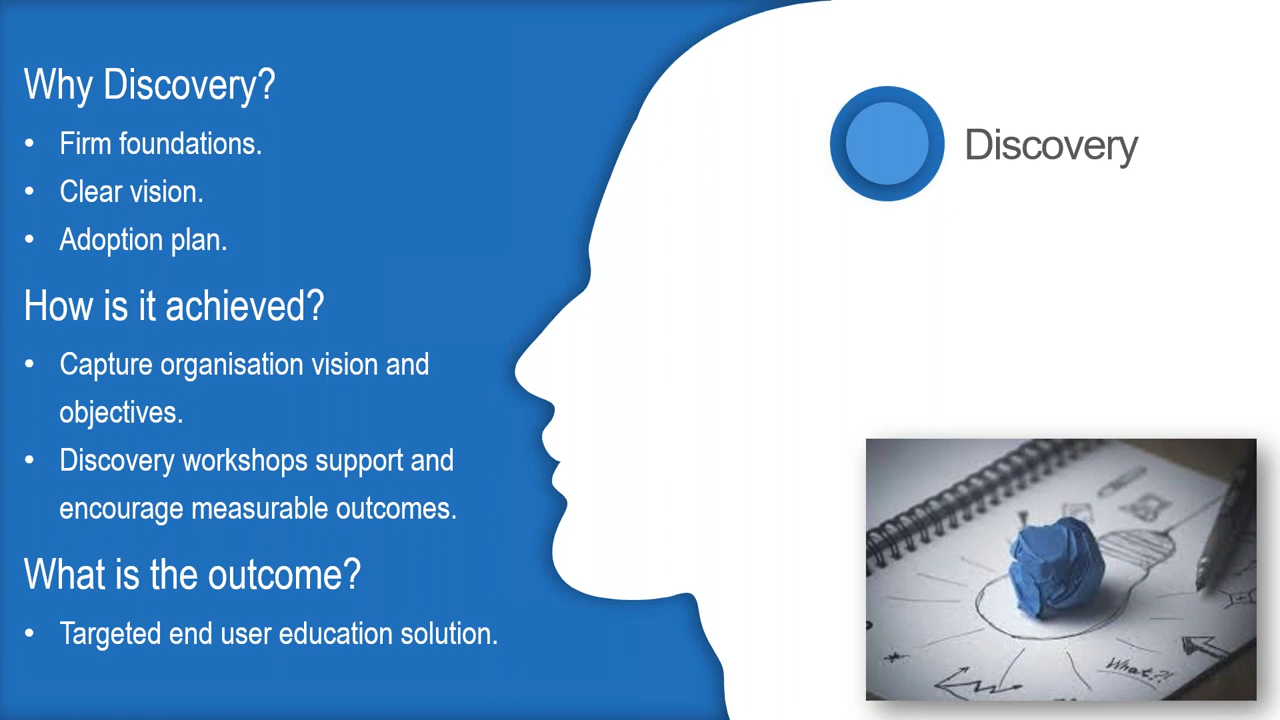 Why Discovery?
• Firm foundations.
• Clear vision.
• Adoption plan.
How is it achieved?
• Capture organisation vision and
objectives.
• Discovery workshops support and
encourage measurable outcomes.
What is the outcome?
• Targeted end user education solution.
Discovery
What?!